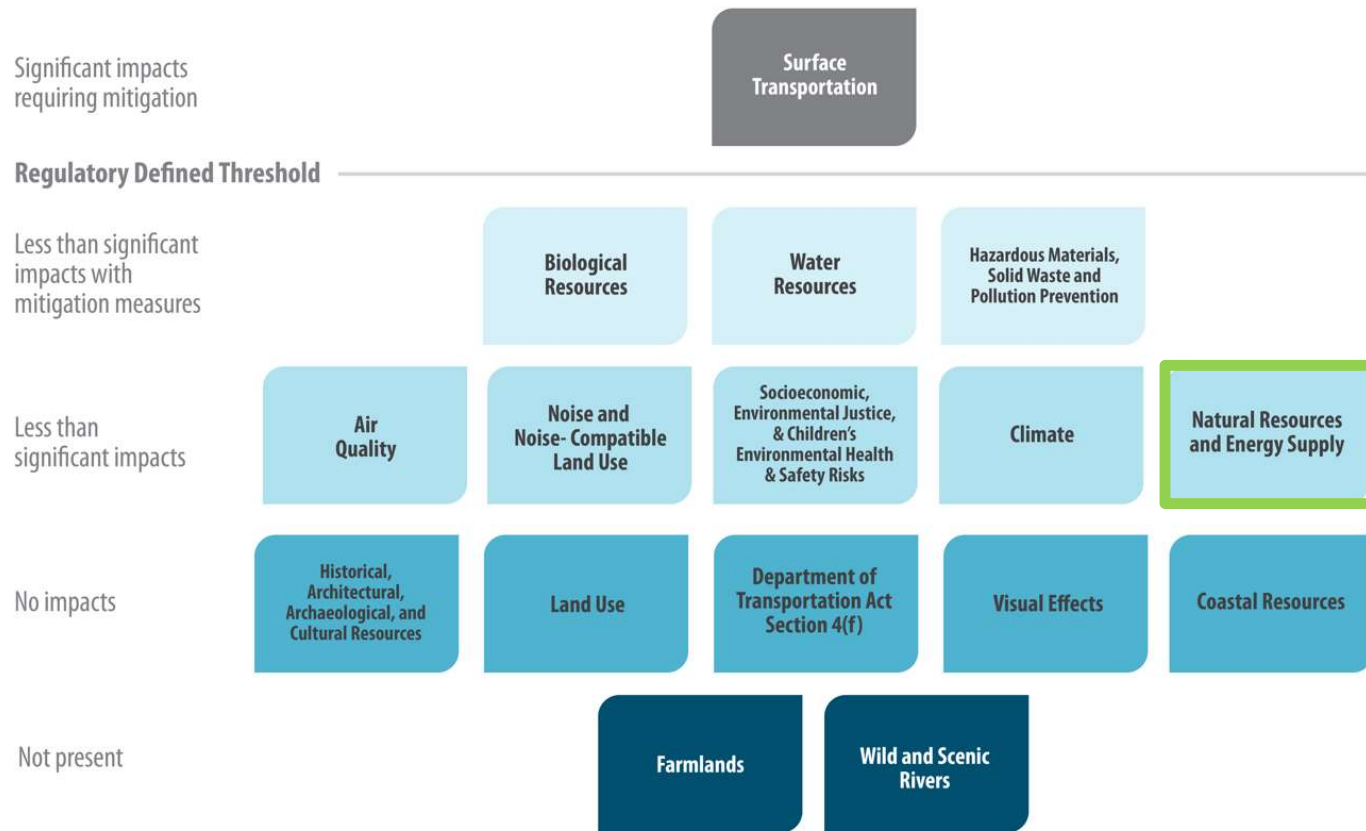 Significant impacts
requiring mitigation
Surface
Transportation
Regulatory Defined Threshold
Less than significant
impacts with
mitigation measures
Biological
Resources
Water
Resources
Hazardous Materials,
Solid Waste and
Pollution Prevention
Less than
significant impacts
Air
Quality
Noise and
Noise- Compatible
Land Use
Socioeconomic,
Environmental Justice,
& Children’s
Environmental Health
& Safety Risks
Climate
Natural Resources
and Energy Supply
No impacts
Historical,
Architectural,
Archaeological, and
Cultural Resources
Land Use
Department of
Transportation Act
Section 4(f)
Visual Effects
Coastal Resources
Not present
Farmlands
Wild and Scenic
Rivers